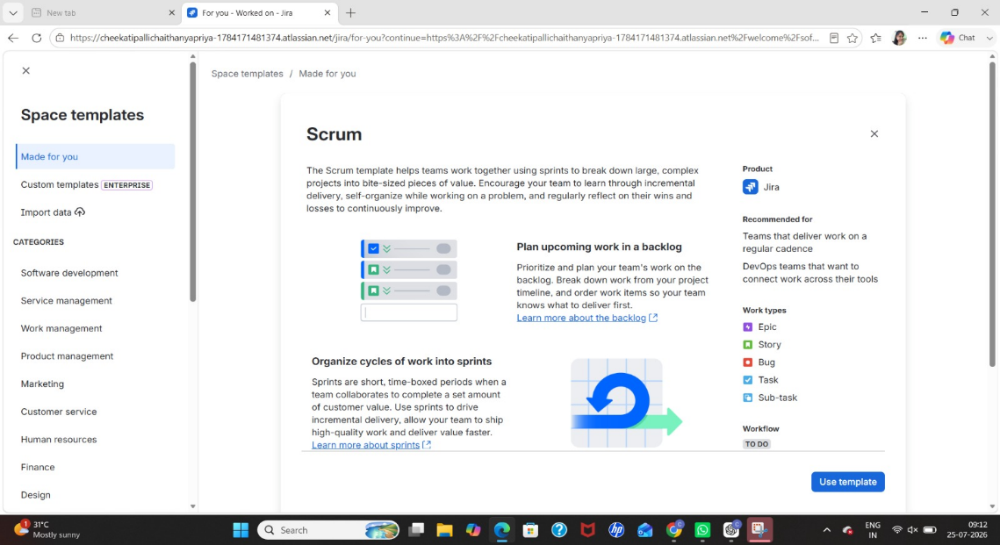 New tab
For you - Worked on - Jira
https://cheekatipallichaithanyapriya-1784171481374.atlassian.net/jira/for-you?continue=https%3A%2F%2Fcheekatipallichaithanyapriya-1784171481374.atlassian.net%2Fwelcome%2Fsof...
Chat
Space templates
Made for you
Custom templates ENTERPRISE
Import data
CATEGORIES
Software development
Service management
Work management
Product management
Marketing
Customer service
Human resources
Finance
Design
Space templates / Made for you
Scrum
The Scrum template helps teams work together using sprints to break down large, complex
projects into bite-sized pieces of value. Encourage your team to learn through incremental
delivery, self-organize while working on a problem, and regularly reflect on their wins and
losses to continuously improve.
Plan upcoming work in a backlog
Prioritize and plan your team's work on the
backlog. Break down work from your project
timeline, and order work items so your team
knows what to deliver first.
Learn more about the backlog
Organize cycles of work into sprints
Sprints are short, time-boxed periods when a
team collaborates to complete a set amount
of customer value. Use sprints to drive
incremental delivery, allow your team to ship
high-quality work and deliver value faster.
Learn more about sprints
Product
Jira
Recommended for
Teams that deliver work on a
regular cadence
DevOps teams that want to
connect work across their tools
Work types
Epic
Story
Bug
Task
Sub-task
Workflow
TO DO
Use template
1
31°C
Mostly sunny
Search
hp
C
C
ENG
IN
09:12
25-07-2026